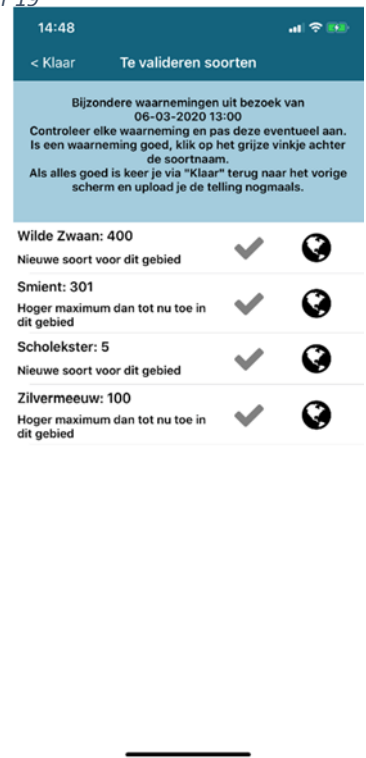 14:48
< Klaar Te valideren soorten
Bijzondere waarnemingen uit bezoek van
06-03-2020 13:00
Controleer elke waarneming en pas deze eventueel aan.
Is een waarneming goed, klik op het grijze vinkje achter
de soortnaam.
Als alles goed is keer je via "Klaar" terug naar het vorige
scherm en upload je de telling nogmaals.
Wilde Zwaan: 400
Nieuwe soort voor dit gebied
Smient: 301
Hoger maximum dan tot nu toe in
dit gebied
Scholekster: 5
Nieuwe soort voor dit gebied
Zilvermeeuw: 100
Hoger maximum dan tot nu toe in
dit gebied